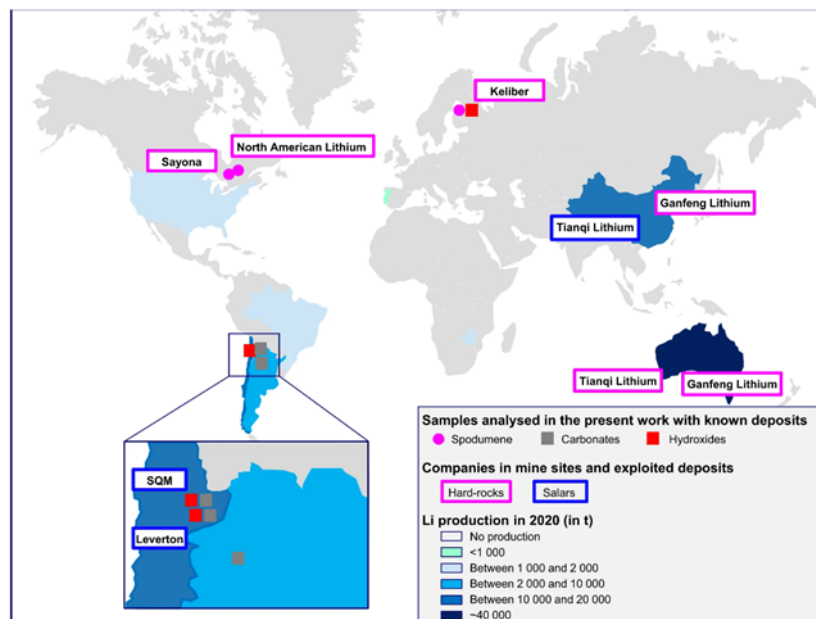 Keliber
North American Lithium
Sayona
Ganfeng Lithium
Tianqi Lithium
Tianqi Lithium
Ganfeng Lithium
SQM
Leverton
Samples analysed in the present work with known deposits
Spodumene Carbonates Hydroxides
Companies in mine sites and exploited deposits
Hard-rocks Salars
Li production in 2020 (in t)
No production
<1 000
Between 1 000 and 2 000
Between 2 000 and 10 000
Between 10 000 and 20 000
~40 000